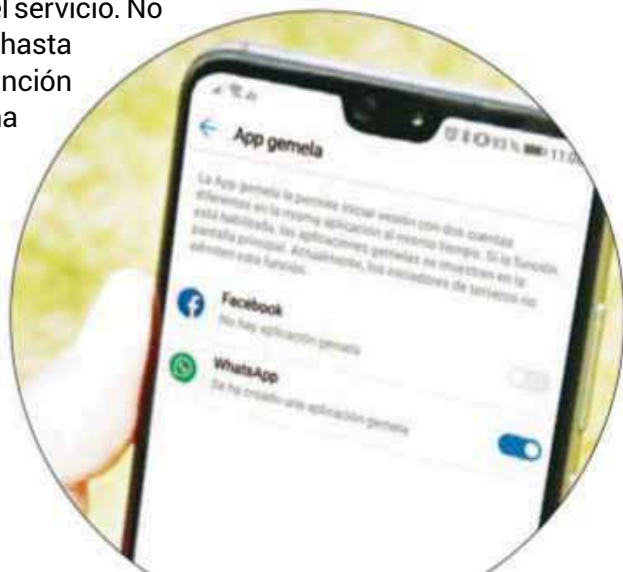 el servicio. No
hasta
nción
na
11:00
App gemela
La App gemela le permite iniciar sesión con dos cuentas
diferentes en la misma aplicación al mismo tiempo. Si la función
está habilitada, las aplicaciones gemelas se muestran en la
pantalla principal. Actualmente, los iniciadores de terceros no
admiten esta función.
Facebook
No hay aplicación gemela
WhatsApp
Se ha creado una aplicación gemela